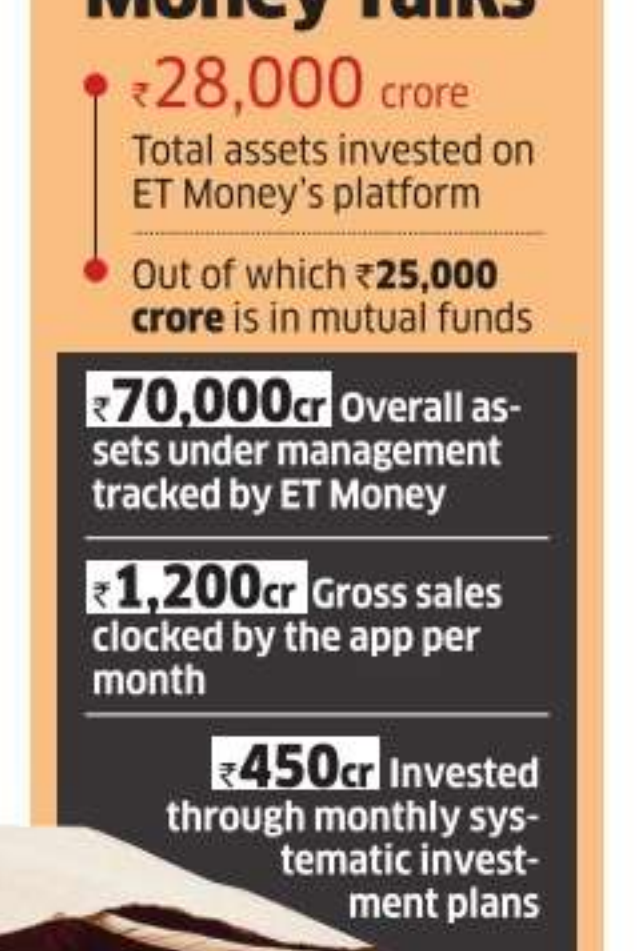 Money Talks
₹28,000 crore
Total assets invested on
ET Money's platform
Out of which ₹25,000
crore is in mutual funds
₹70,000cr Overall as-
sets under management
tracked by ET Money
₹1,200cr Gross sales
clocked by the app per
month
₹450cr Invested
through monthly sys-
tematic invest-
ment plans